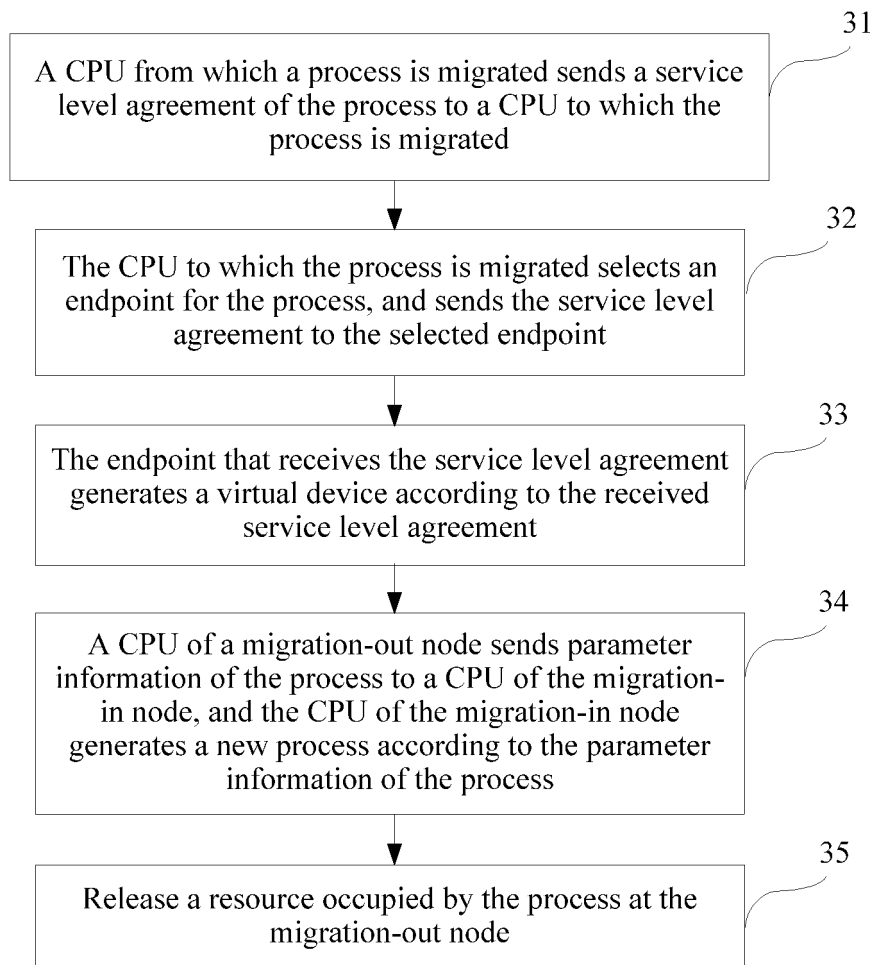 31
A CPU from which a process is migrated sends a service
level agreement of the process to a CPU to which the
process is migrated
32
The CPU to which the process is migrated selects an
endpoint for the process, and sends the service level
agreement to the selected endpoint
33
The endpoint that receives the service level agreement
generates a virtual device according to the received
service level agreement
34
A CPU of a migration-out node sends parameter
information of the process to a CPU of the migration-
in node, and the CPU of the migration-in node
generates a new process according to the parameter
information of the process
35
Release a resource occupied by the process at the
migration-out node